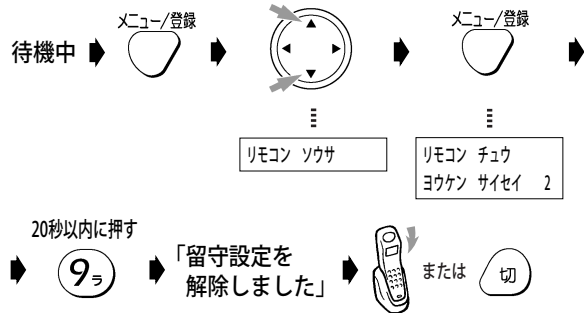 待機中
メニュー/登録
メニュー/登録
リモコン ソウサ
リモコン チュウ
ヨウケン サイセイ 2
20秒以内に押す
9ラ
「留守設定を
解除しました」
または
切